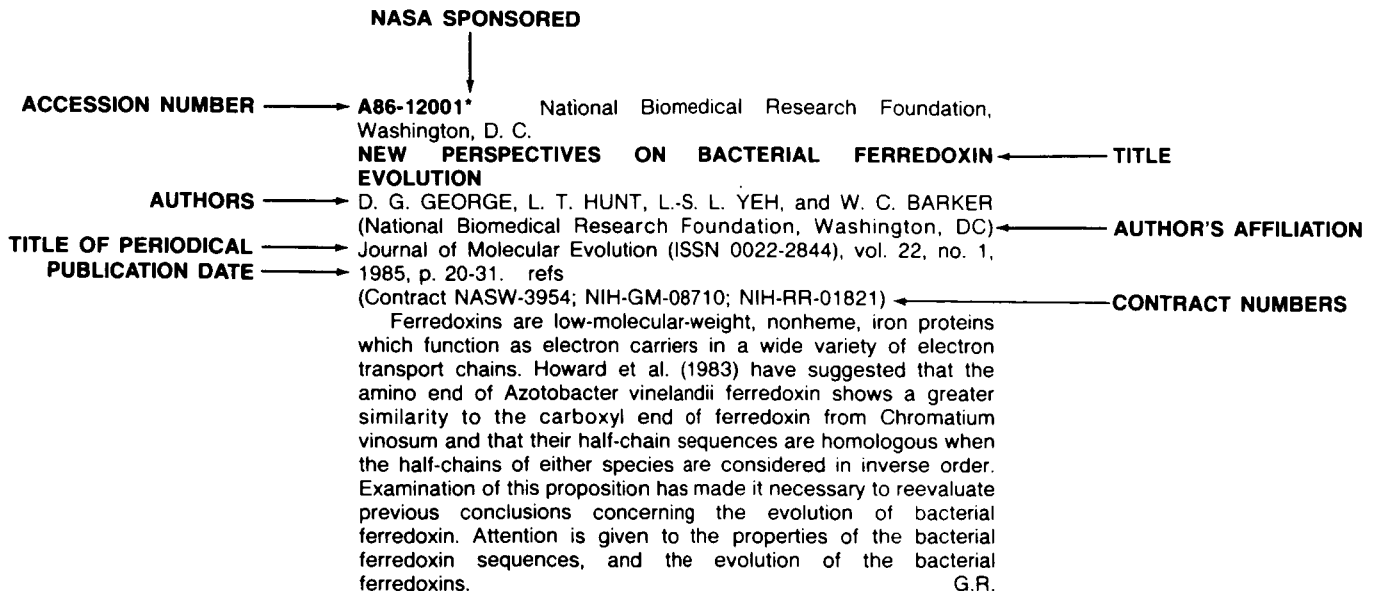 NASA SPONSORED
ACCESSION NUMBER
A86-12001* National Biomedical Research Foundation,
Washington, D. C.
NEW PERSPECTIVES ON BACTERIAL FERREDOXIN
TITLE
EVOLUTION
AUTHORS
D. G. GEORGE, L. T. HUNT, L.-S. L. YEH, and W. C. BARKER
(National Biomedical Research Foundation, Washington, DC)
AUTHOR'S AFFILIATION
TITLE OF PERIODICAL
Journal of Molecular Evolution (ISSN 0022-2844), vol. 22, no. 1,
PUBLICATION DATE
1985, p. 20-31. refs
(Contract NASW-3954; NIH-GM-08710; NIH-RR-01821)
CONTRACT NUMBERS
Ferredoxins are low-molecular-weight, nonheme, iron proteins
which function as electron carriers in a wide variety of electron
transport chains. Howard et al. (1983) have suggested that the
amino end of Azotobacter vinelandii ferredoxin shows a greater
similarity to the carboxyl end of ferredoxin from Chromatium
vinosum and that their half-chain sequences are homologous when
the half-chains of either species are considered in inverse order.
Examination of this proposition has made it necessary to reevaluate
previous conclusions concerning the evolution of bacterial
ferredoxin. Attention is given to the properties of the bacterial
ferredoxin sequences, and the evolution of the bacterial
ferredoxins. G.R.